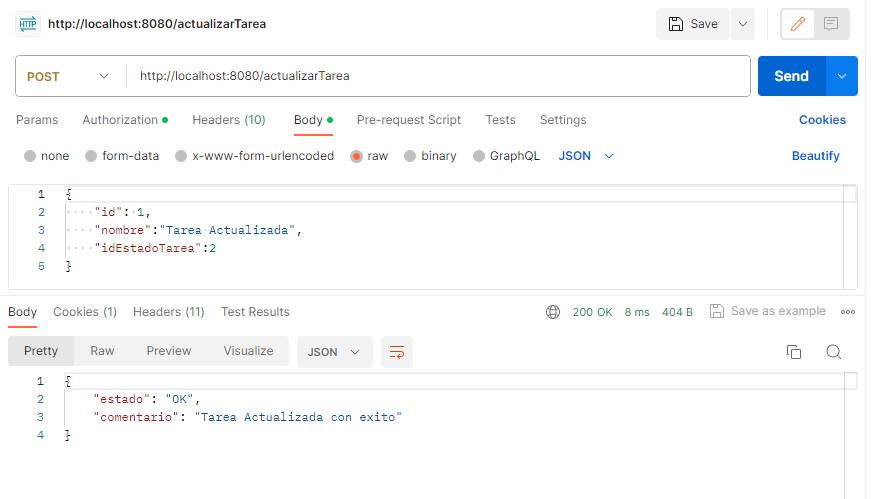 HTTP http://localhost:8080/actualizarTarea Save
POST http://localhost:8080/actualizarTarea Send
Params Authorization Headers (10) Body Pre-request Script Tests Settings Cookies
none form-data x-www-form-urlencoded raw binary GraphQL JSON Beautify
1 {
2 ····"id":·1,
3 ····"nombre":"Tarea·Actualizada",
4 ····"idEstadoTarea":2
5 }
Body Cookies (1) Headers (11) Test Results 200 OK 8 ms 404 B Save as example
Pretty Raw Preview Visualize JSON
1 {
2 "estado": "OK",
3 "comentario": "Tarea Actualizada con exito"
4 }